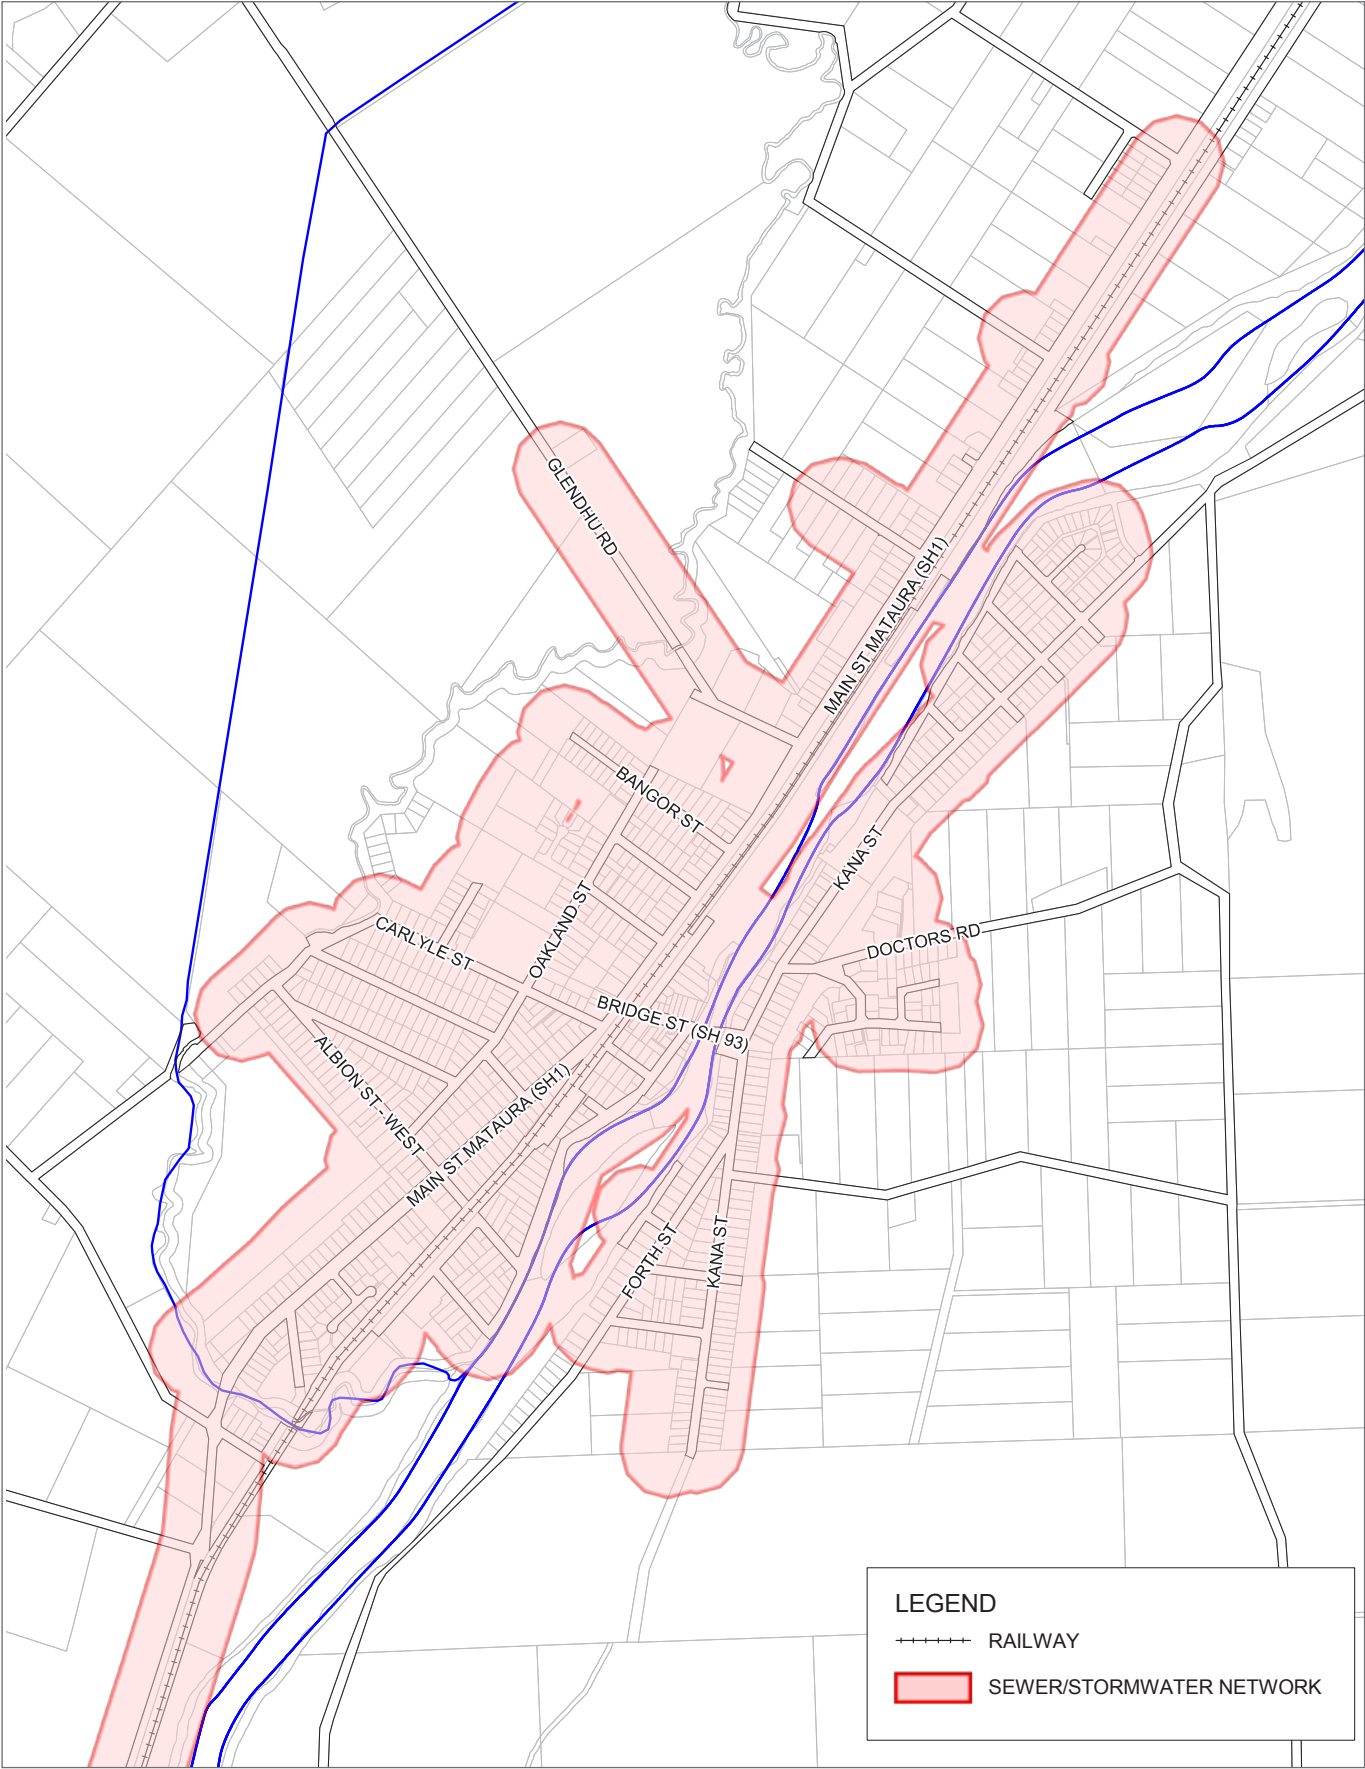 GLENDHU RD
MAIN ST MATAURA (SH1)
BANGOR ST
KANA ST
OAKLAND ST
CARLYLE ST
DOCTORS RD
BRIDGE ST (SH 93)
ALBION ST - WEST
MAIN ST MATAURA (SH1)
FORTH ST
KANA ST
LEGEND
RAILWAY
SEWER/STORMWATER NETWORK